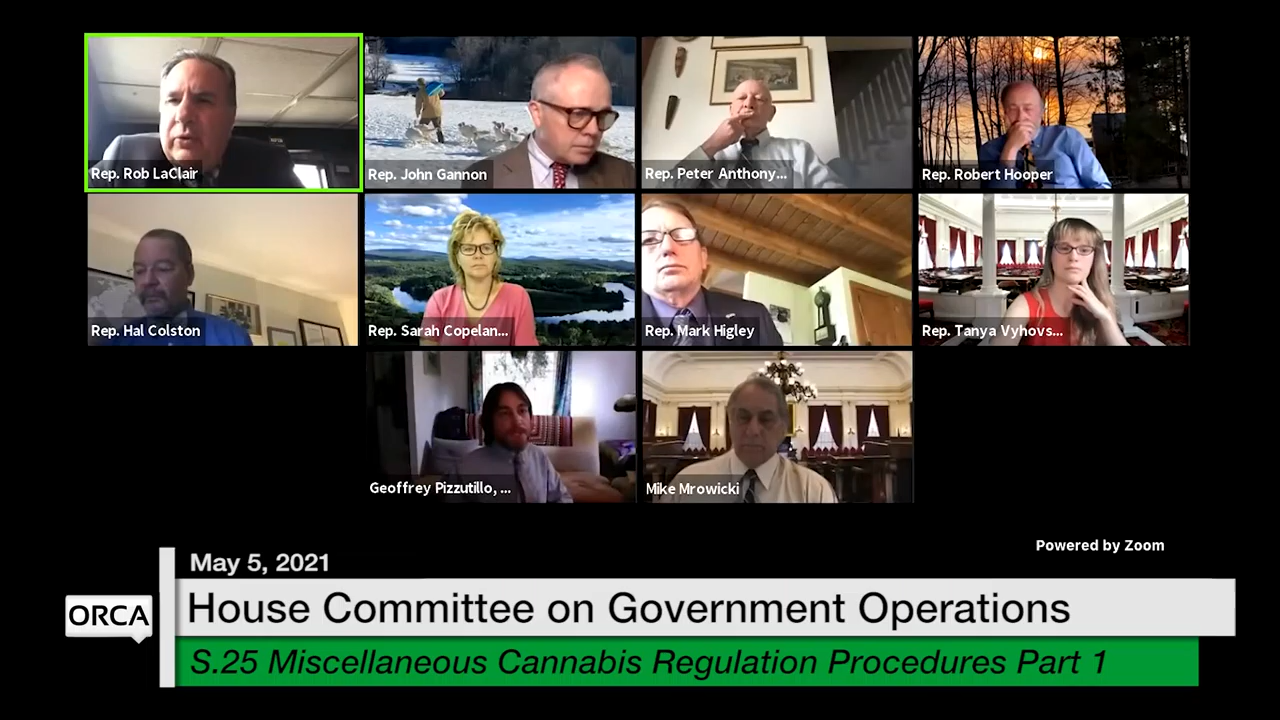 Rep. Rob LaClair
Rep. John Gannon
Rep. Peter Anthony...
Rep. Robert Hooper
Rep. Hal Colston
Rep. Sarah Copelan...
Rep. Mark Higley
Rep. Tanya Vyhovs...
Geoffrey Pizzutillo, ...
Mike Mrowicki
Powered by Zoom
May 5, 2021
ORCA
House Committee on Government Operations
S.25 Miscellaneous Cannabis Regulation Procedures Part 1